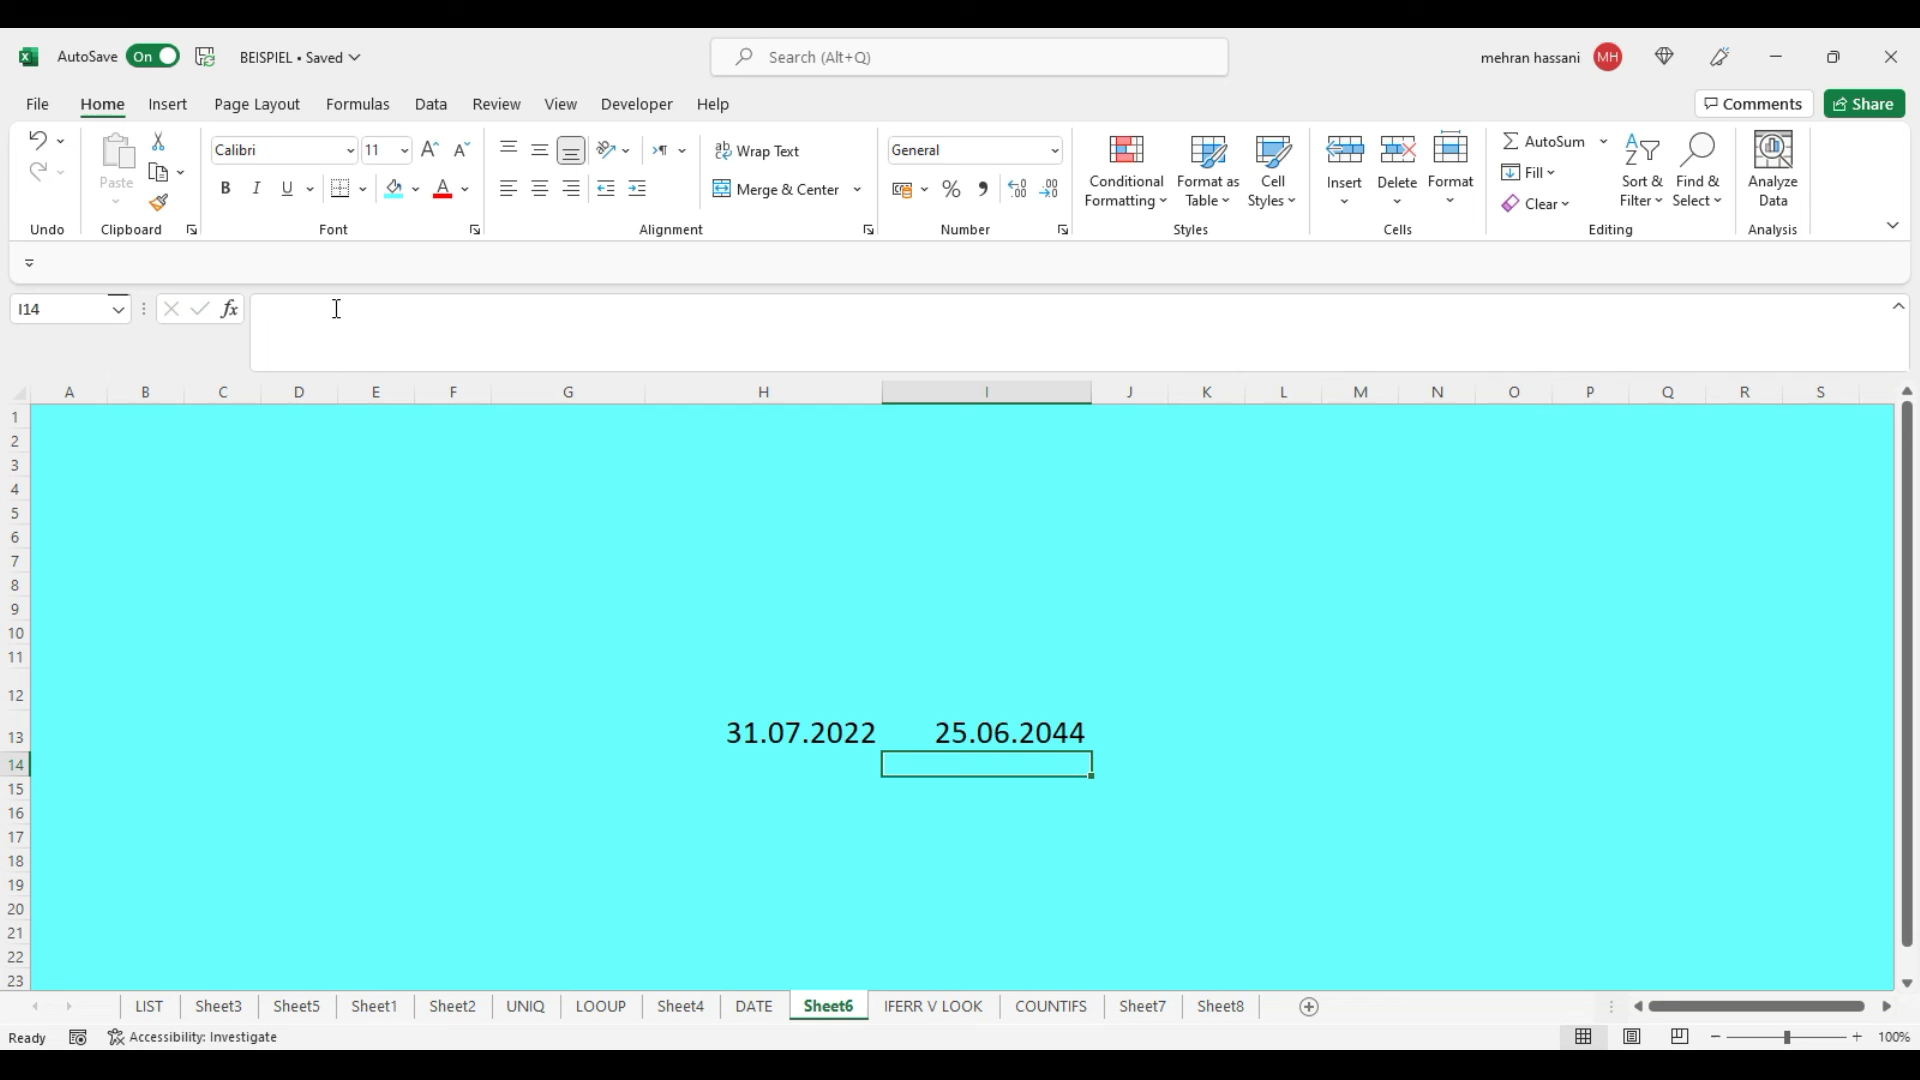 AutoSave On BEISPIEL • Saved Search (Alt+Q) mehran hassani MH
File Home Insert Page Layout Formulas Data Review View Developer Help Comments Share
Calibri 11 Wrap Text General AutoSum
Paste Merge & Center Conditional Formatting Format as Table Cell Styles Insert Delete Format Fill Sort & Filter Find & Select Analyze Data
Clear
Undo Clipboard Font Alignment Number Styles Cells Editing Analysis
I14 fx
A B C D E F G H I J K L M N O P Q R S
1
2
3
4
5
6
7
8
9
10
11
12
13 31.07.2022 25.06.2044
14
15
16
17
18
19
20
21
22
23
LIST Sheet3 Sheet5 Sheet1 Sheet2 UNIQ LOOUP Sheet4 DATE Sheet6 IFERR V LOOK COUNTIFS Sheet7 Sheet8
Ready Accessibility: Investigate 100%